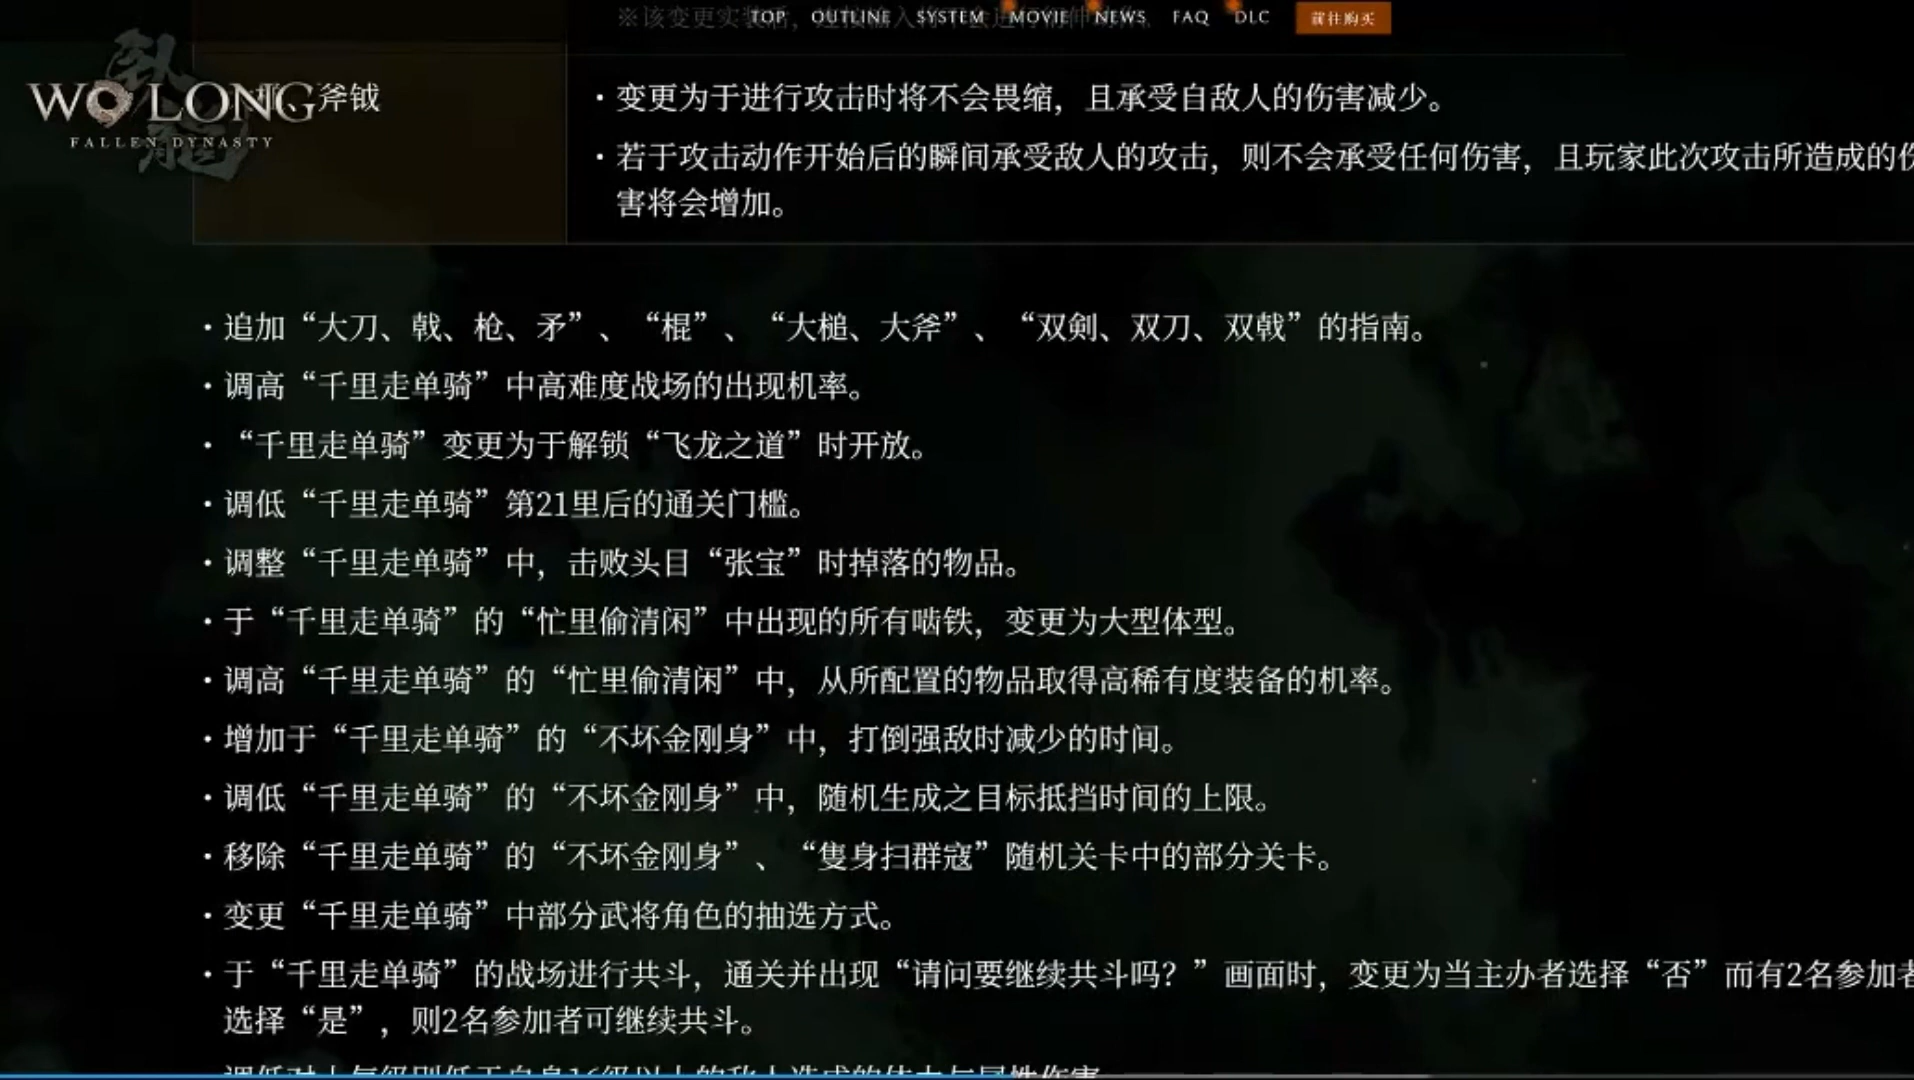 TOP OUTLINE SYSTEM MOVIE NEWS FAQ DLC 前往购买
WO LONG
FALLEN DYNASTY
、斧钺
・变更为于进行攻击时将不会畏缩，且承受自敌人的伤害减少。
・若于攻击动作开始后的瞬间承受敌人的攻击，则不会承受任何伤害，且玩家此次攻击所造成的伤
害将会增加。
・追加“大刀、戟、枪、矛”、“棍”、“大槌、大斧”、“双剣、双刀、双戟”的指南。
・调高“千里走单骑”中高难度战场的出现机率。
・“千里走单骑”变更为于解锁“飞龙之道”时开放。
・调低“千里走单骑”第21里后的通关门槛。
・调整“千里走单骑”中，击败头目“张宝”时掉落的物品。
・于“千里走单骑”的“忙里偷清闲”中出现的所有啮铁，变更为大型体型。
・调高“千里走单骑”的“忙里偷清闲”中，从所配置的物品取得高稀有度装备的机率。
・增加于“千里走单骑”的“不坏金刚身”中，打倒强敌时减少的时间。
・调低“千里走单骑”的“不坏金刚身”中，随机生成之目标抵挡时间的上限。
・移除“千里走单骑”的“不坏金刚身”、“隻身扫群寇”随机关卡中的部分关卡。
・变更“千里走单骑”中部分武将角色的抽选方式。
・于“千里走单骑”的战场进行共斗，通关并出现“请问要继续共斗吗？”画面时，变更为当主办者选择“否”而有2名参加者
选择“是”，则2名参加者可继续共斗。